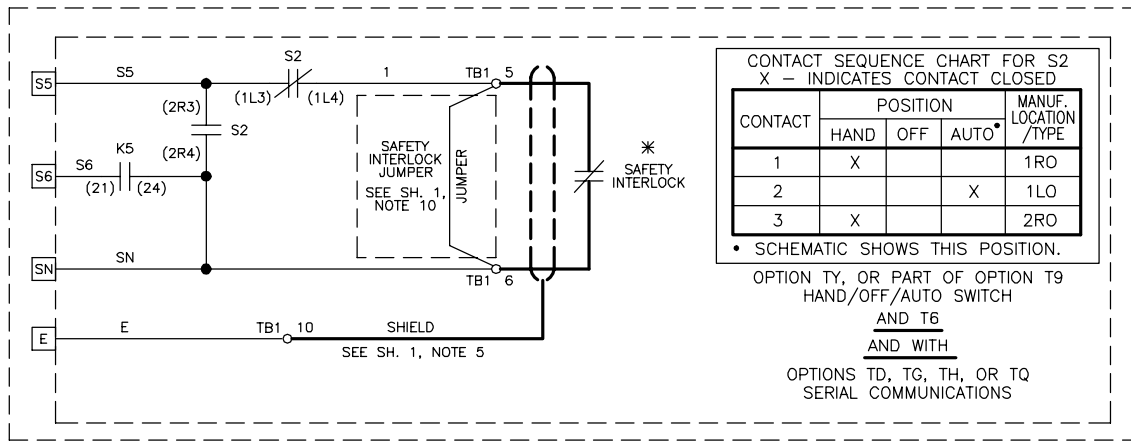 S5
S5
(2R3)
S2
(2R4)
S2
(1L3)
(1L4)
1
TB1
5
S6
S6
K5
(21)
(24)
SAFETY
INTERLOCK
JUMPER
SEE SH. 1,
NOTE 10
JUMPER
*
SAFETY
INTERLOCK
SN
SN
TB1
6
E
E
TB1
10
SHIELD
SEE SH. 1, NOTE 5
CONTACT SEQUENCE CHART FOR S2
X – INDICATES CONTACT CLOSED
CONTACT
POSITION
HAND
OFF
AUTO•
MANUF.
LOCATION
/TYPE
1 X 1RO
2 X 1LO
3 X 2RO
• SCHEMATIC SHOWS THIS POSITION.
OPTION TY, OR PART OF OPTION T9
HAND/OFF/AUTO SWITCH
AND T6
AND WITH
OPTIONS TD, TG, TH, OR TQ
SERIAL COMMUNICATIONS